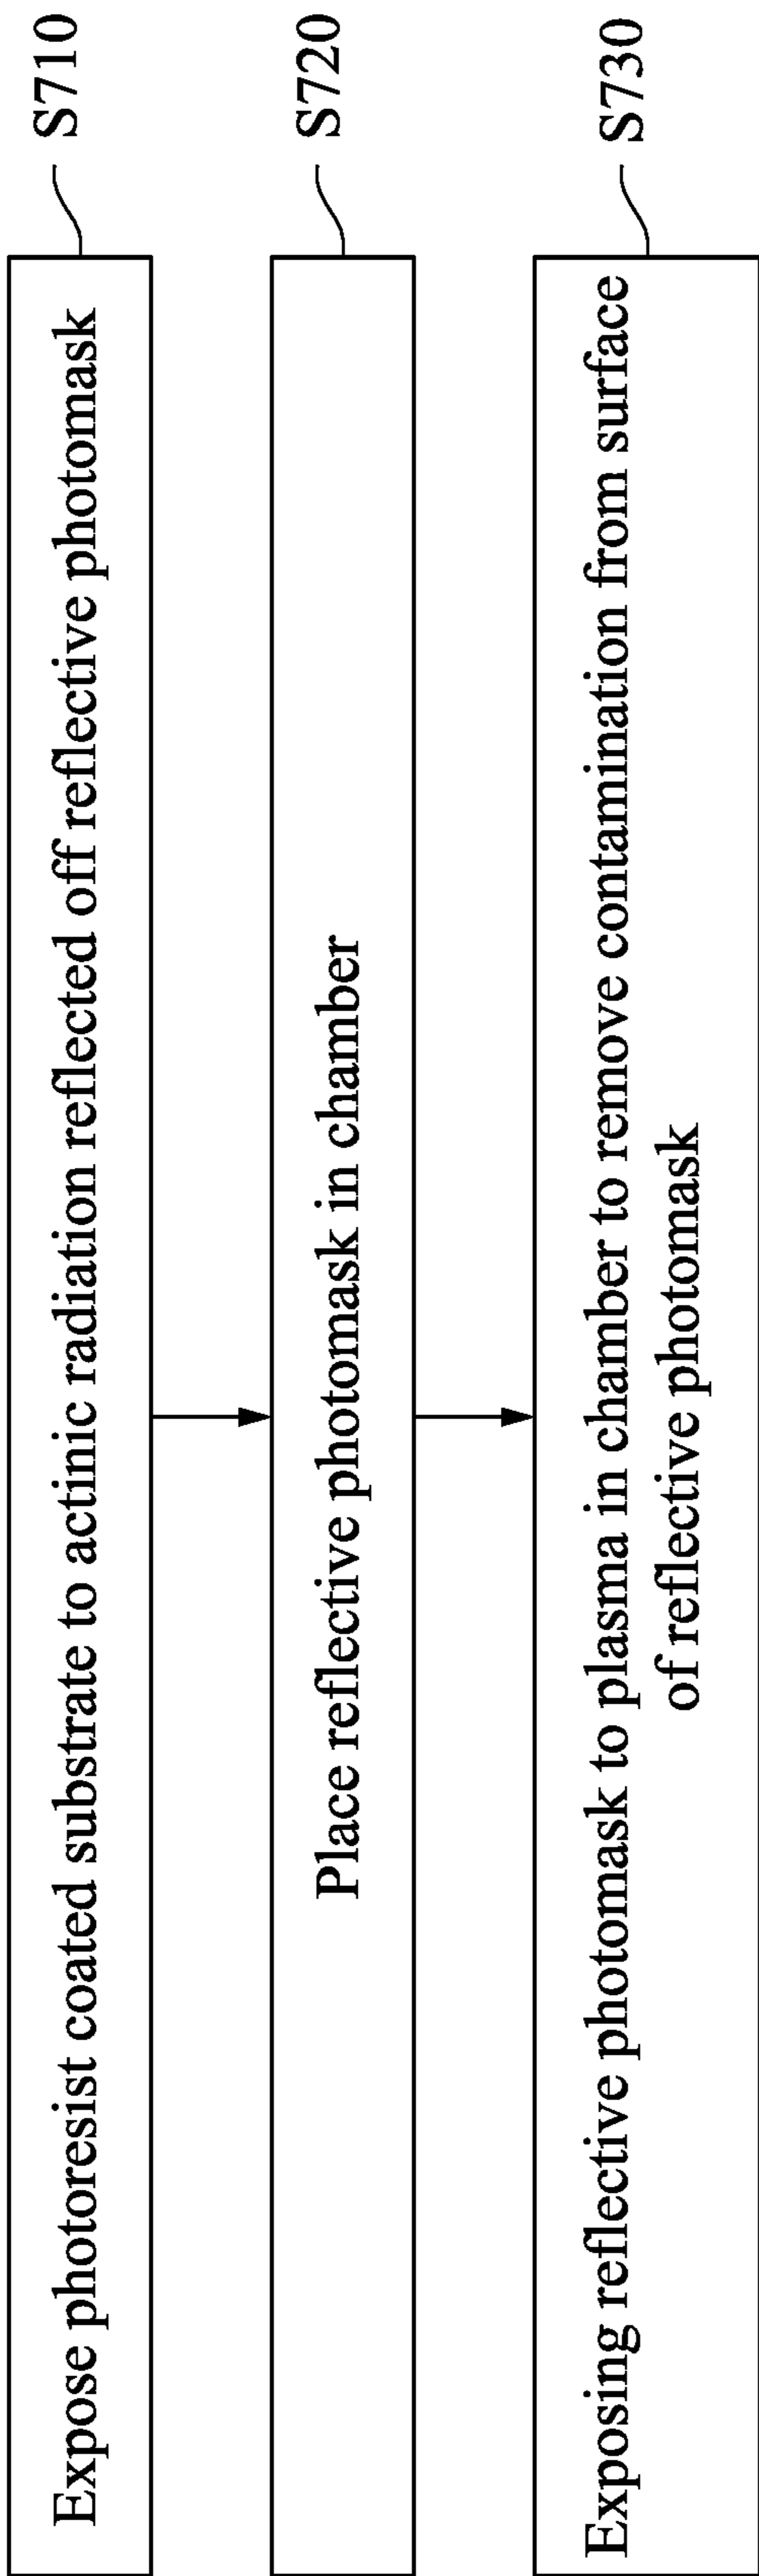 Expose photoresist coated substrate to actinic radiation reflected off reflective photomask
S710
Place reflective photomask in chamber
S720
Exposing reflective photomask to plasma in chamber to remove contamination from surface
of reflective photomask
S730